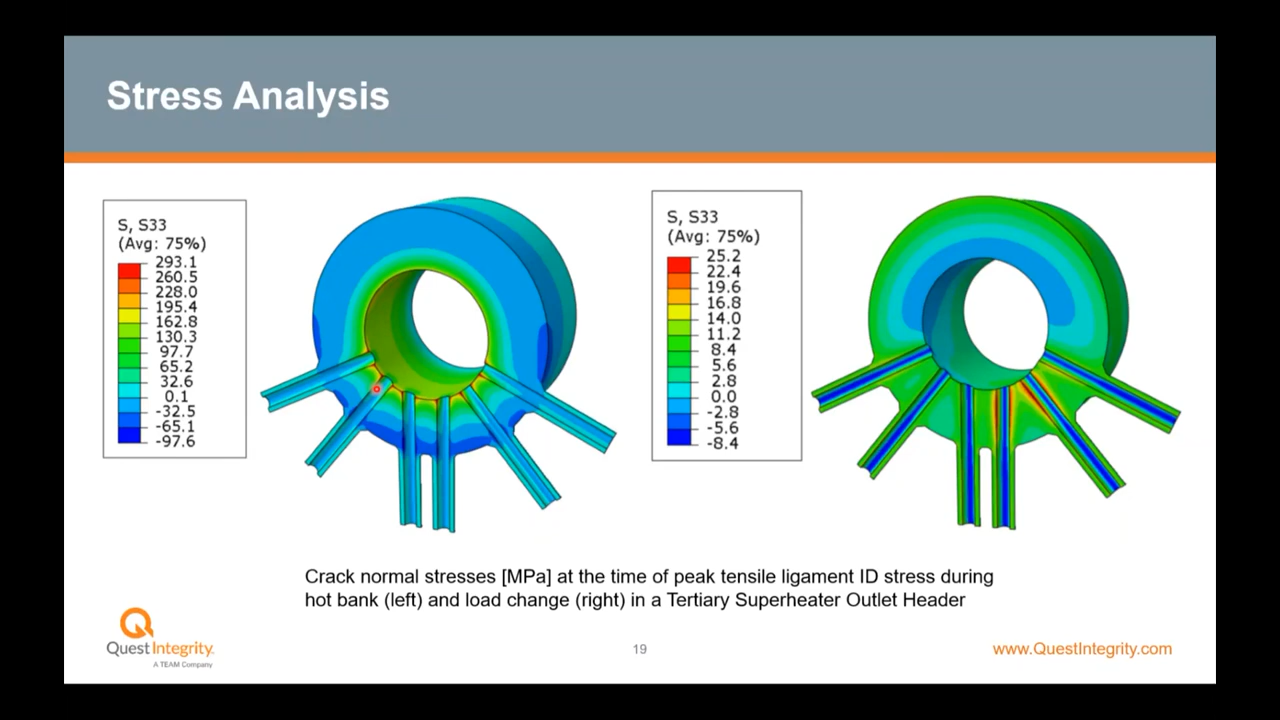 Stress Analysis
S, S33
(Avg: 75%)
293.1
260.5
228.0
195.4
162.8
130.3
97.7
65.2
32.6
0.1
-32.5
-65.1
-97.6
S, S33
(Avg: 75%)
25.2
22.4
19.6
16.8
14.0
11.2
8.4
5.6
2.8
0.0
-2.8
-5.6
-8.4
Crack normal stresses [MPa] at the time of peak tensile ligament ID stress during
hot bank (left) and load change (right) in a Tertiary Superheater Outlet Header
QuestIntegrity
A TEAM Company
19
www.QuestIntegrity.com